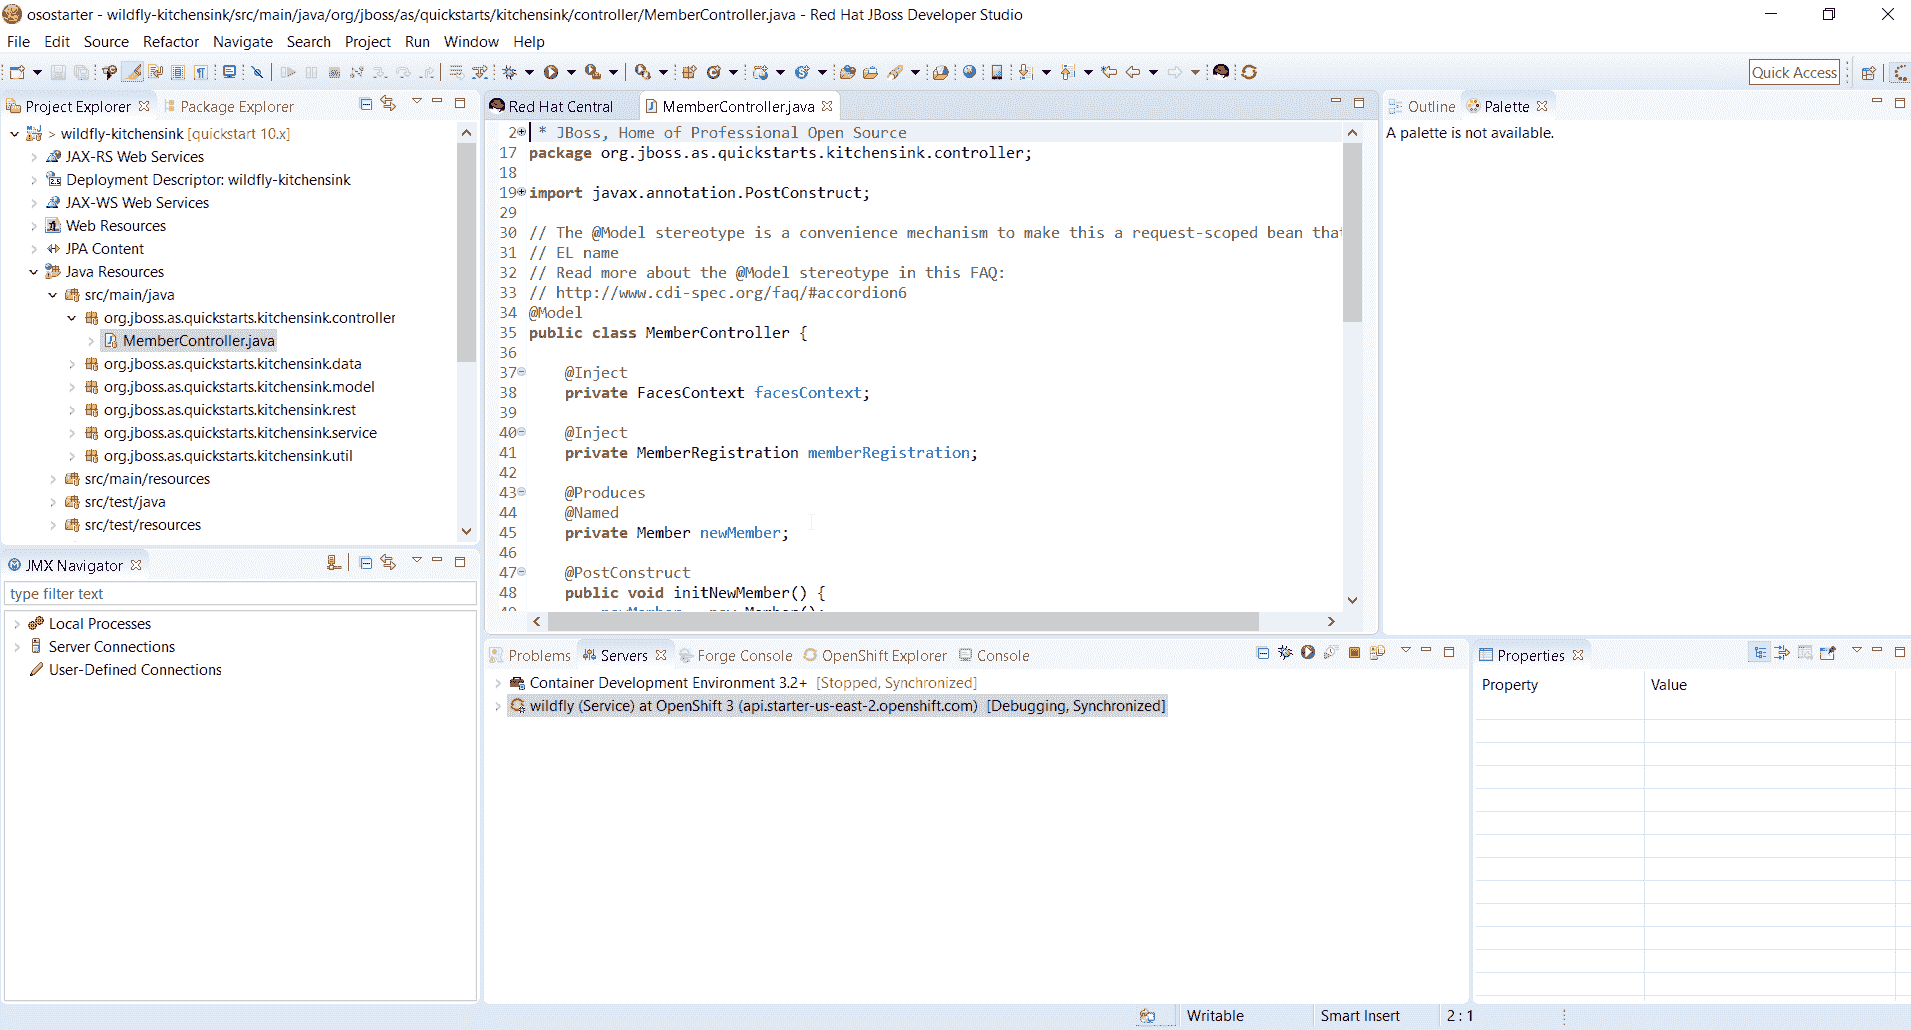 osostarter - wildfly-kitchensink/src/main/java/org/jboss/as/quickstarts/kitchensink/controller/MemberController.java - Red Hat JBoss Developer Studio
File Edit Source Refactor Navigate Search Project Run Window Help
Quick Access
Project Explorer Package Explorer
> wildfly-kitchensink [quickstart 10.x]
JAX-RS Web Services
Deployment Descriptor: wildfly-kitchensink
JAX-WS Web Services
Web Resources
JPA Content
Java Resources
src/main/java
org.jboss.as.quickstarts.kitchensink.controller
MemberController.java
org.jboss.as.quickstarts.kitchensink.data
org.jboss.as.quickstarts.kitchensink.model
org.jboss.as.quickstarts.kitchensink.rest
org.jboss.as.quickstarts.kitchensink.service
org.jboss.as.quickstarts.kitchensink.util
src/main/resources
src/test/java
src/test/resources
JMX Navigator
type filter text
Local Processes
Server Connections
User-Defined Connections
Red Hat Central MemberController.java
2 * JBoss, Home of Professional Open Source
17 package org.jboss.as.quickstarts.kitchensink.controller;
18
19 import javax.annotation.PostConstruct;
29
30 // The @Model stereotype is a convenience mechanism to make this a request-scoped bean that
31 // EL name
32 // Read more about the @Model stereotype in this FAQ:
33 // http://www.cdi-spec.org/faq/#accordion6
34 @Model
35 public class MemberController {
36
37 @Inject
38 private FacesContext facesContext;
39
40 @Inject
41 private MemberRegistration memberRegistration;
42
43 @Produces
44 @Named
45 private Member newMember;
46
47 @PostConstruct
48 public void initNewMember() {
49 newMember = new Member();
Outline Palette
A palette is not available.
Problems Servers Forge Console OpenShift Explorer Console
Container Development Environment 3.2+ [Stopped, Synchronized]
wildfly (Service) at OpenShift 3 (api.starter-us-east-2.openshift.com) [Debugging, Synchronized]
Properties
Property Value
Writable Smart Insert 2 : 1